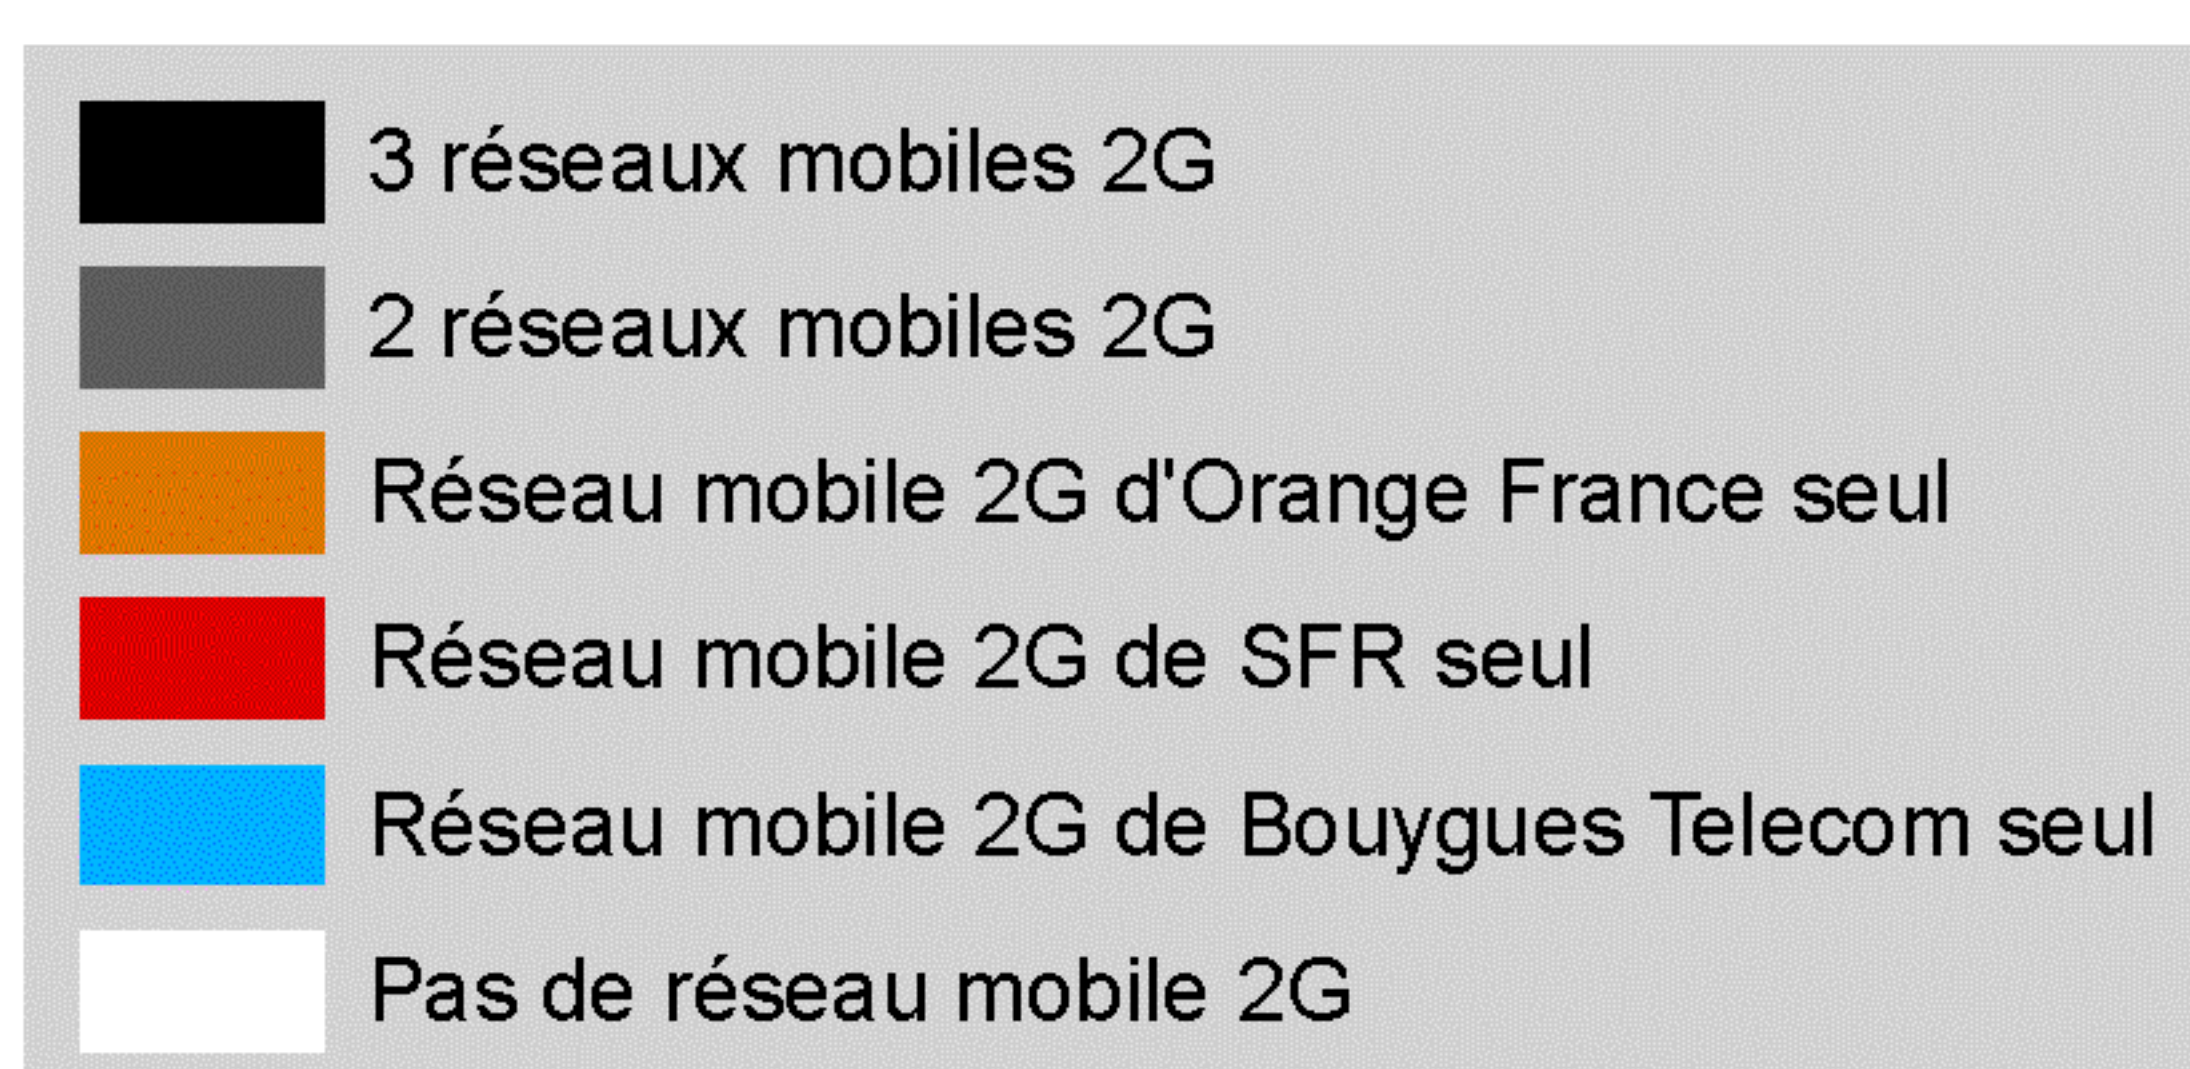 3 réseaux mobiles 2G
2 réseaux mobiles 2G
Réseau mobile 2G d'Orange France seul
Réseau mobile 2G de SFR seul
Réseau mobile 2G de Bouygues Telecom seul
Pas de réseau mobile 2G